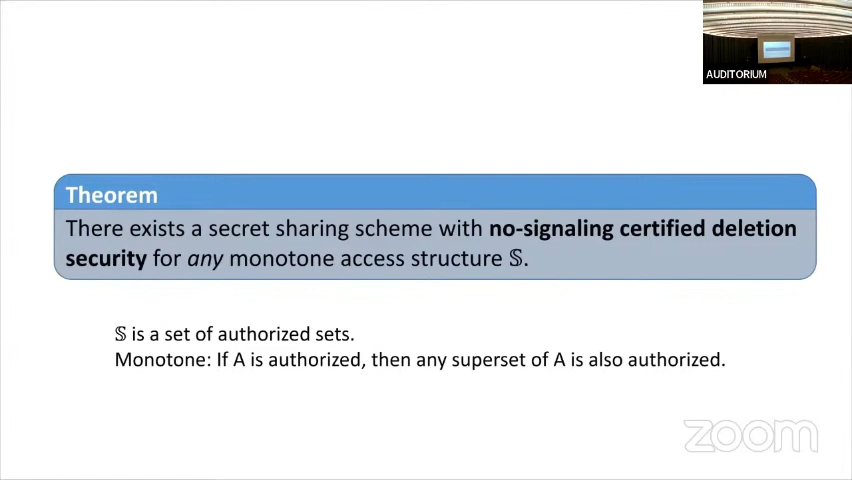 AUDITORIUM
Theorem
There exists a secret sharing scheme with no-signaling certified deletion
security for any monotone access structure 𝕊.
𝕊 is a set of authorized sets.
Monotone: If A is authorized, then any superset of A is also authorized.
zoom